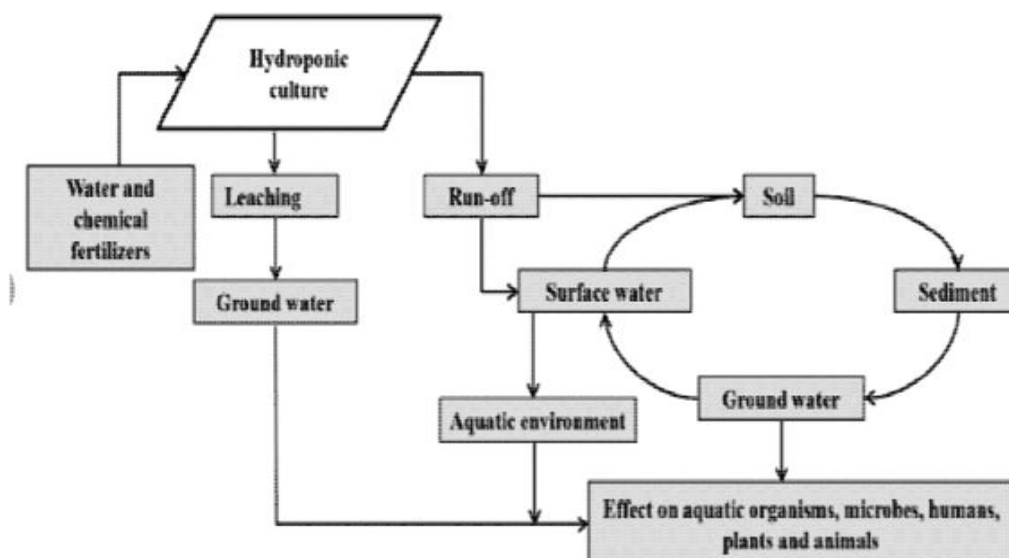 Hydroponic
culture
Water and
chemical
fertilizers
Leaching
Run-off
Soil
Ground water
Surface water
Sediment
Aquatic environment
Ground water
Effect on aquatic organisms, microbes, humans,
plants and animals